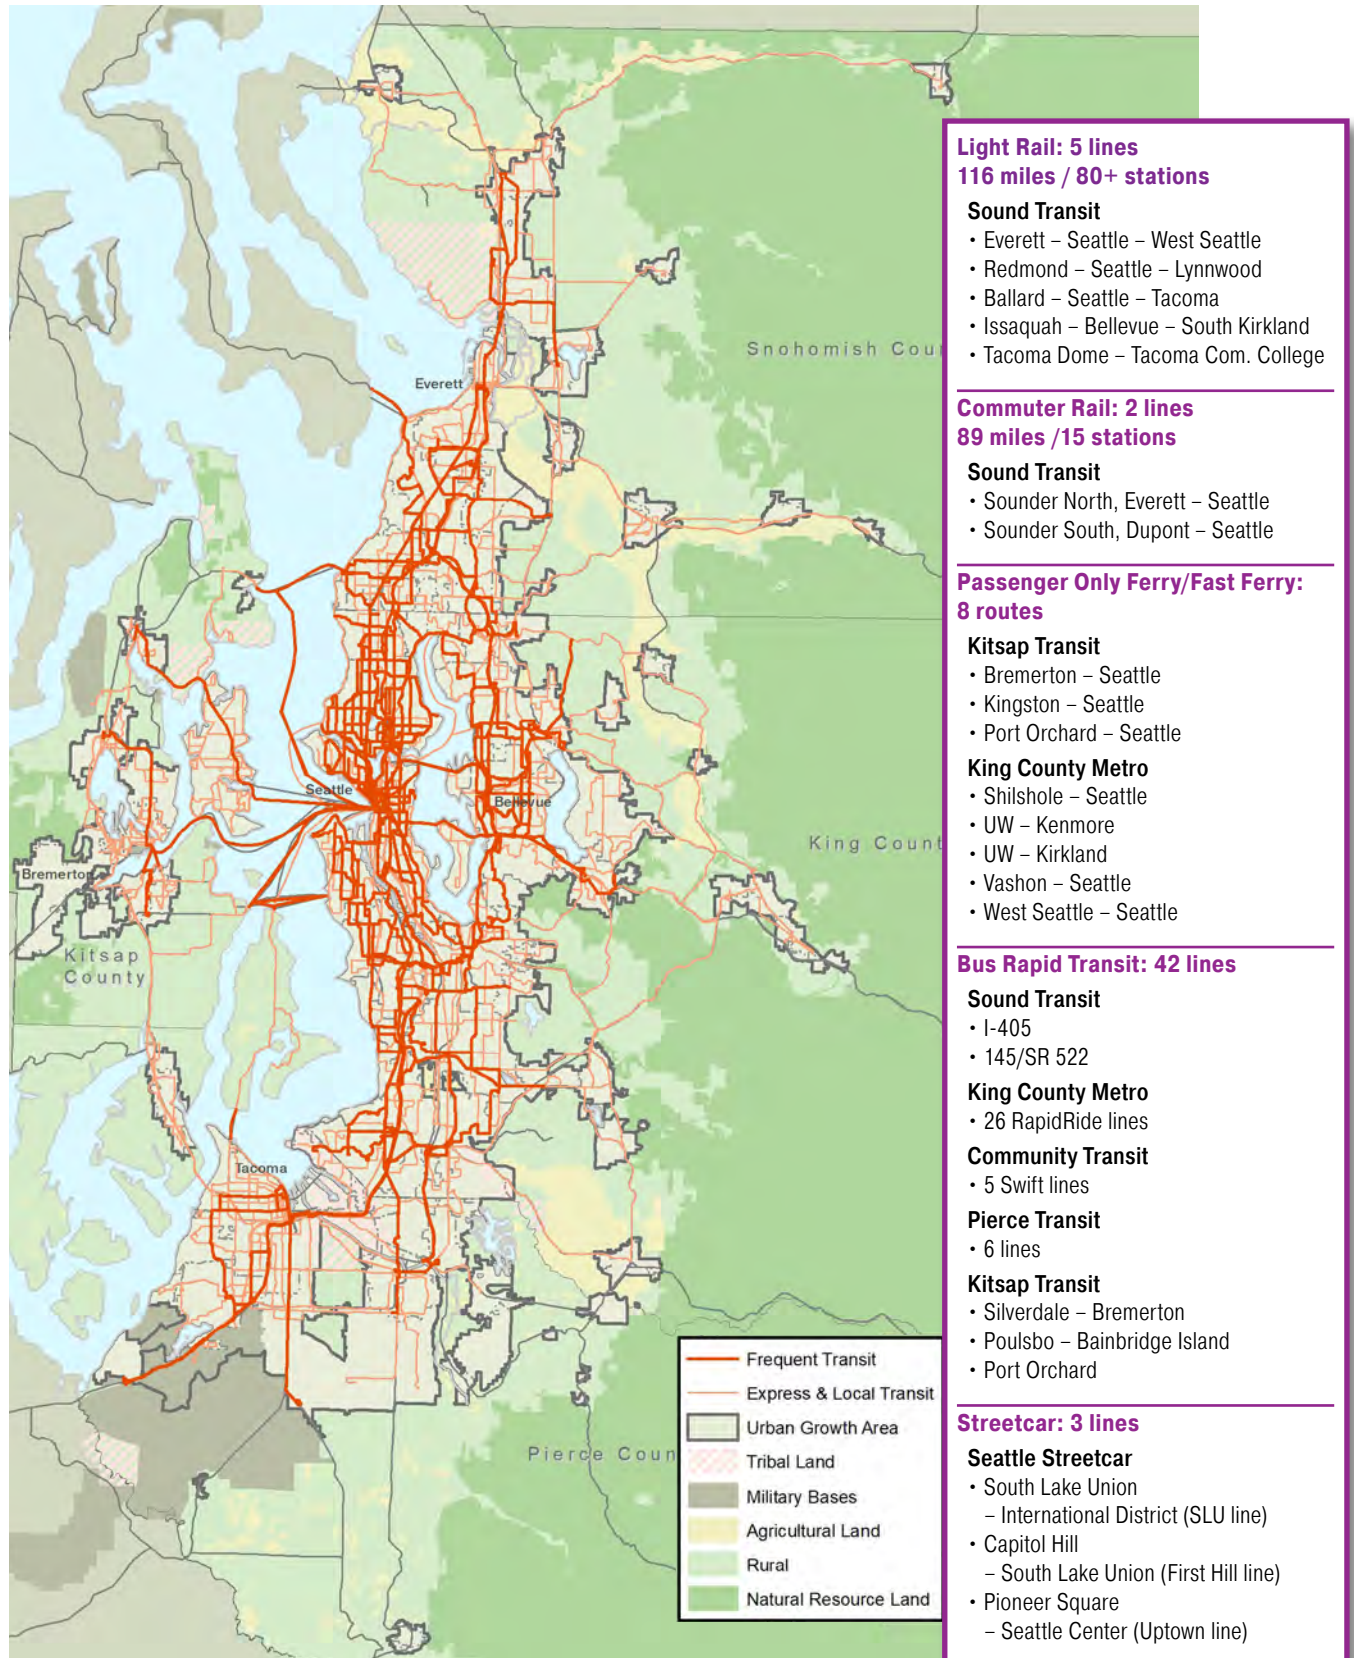 Everett
Snohomish Coun
Seattle
Bellevue
King Count
Bremerton
Kitsap
County
Tacoma
Pierce Coun
Frequent Transit
Express & Local Transit
Urban Growth Area
Tribal Land
Military Bases
Agricultural Land
Rural
Natural Resource Land
Light Rail: 5 lines
116 miles / 80+ stations
Sound Transit
• Everett – Seattle – West Seattle
• Redmond – Seattle – Lynnwood
• Ballard – Seattle – Tacoma
• Issaquah – Bellevue – South Kirkland
• Tacoma Dome – Tacoma Com. College
Commuter Rail: 2 lines
89 miles /15 stations
Sound Transit
• Sounder North, Everett – Seattle
• Sounder South, Dupont – Seattle
Passenger Only Ferry/Fast Ferry:
8 routes
Kitsap Transit
• Bremerton – Seattle
• Kingston – Seattle
• Port Orchard – Seattle
King County Metro
• Shilshole – Seattle
• UW – Kenmore
• UW – Kirkland
• Vashon – Seattle
• West Seattle – Seattle
Bus Rapid Transit: 42 lines
Sound Transit
• I-405
• 145/SR 522
King County Metro
• 26 RapidRide lines
Community Transit
• 5 Swift lines
Pierce Transit
• 6 lines
Kitsap Transit
• Silverdale – Bremerton
• Poulsbo – Bainbridge Island
• Port Orchard
Streetcar: 3 lines
Seattle Streetcar
• South Lake Union
– International District (SLU line)
• Capitol Hill
– South Lake Union (First Hill line)
• Pioneer Square
– Seattle Center (Uptown line)